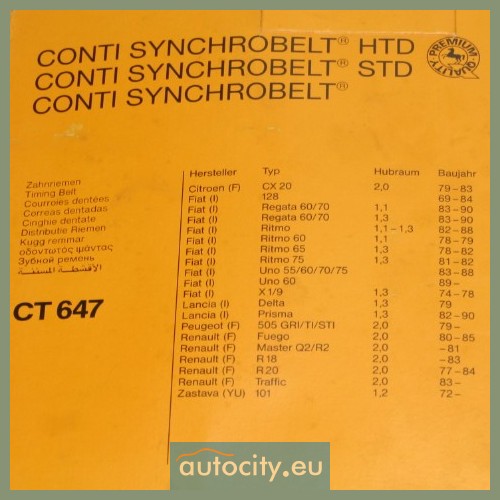 CONTI SYNCHROBELT® HTD
CONTI SYNCHROBELT® STD
CONTI SYNCHROBELT®
PREMIUM QUALITY
Zahnriemen
Timing Belt
Courroies dentées
Correas dentadas
Cinghie dentate
Distributie Riemen
Kugg remmar
οδοντωτός ψάντας
Зубной ремень
الأقشطة المسننة
CT 647
Hersteller Typ Hubraum Baujahr
Citroen (F) CX 20 2,0 79–83
Fiat (I) 128 69–84
Fiat (I) Regata 60/70 1,1 83–90
Fiat (I) Regata 60/70 1,3 83–90
Fiat (I) Ritmo 1,1–1,3 82–88
Fiat (I) Ritmo 60 1,1 78–79
Fiat (I) Ritmo 65 1,3 78–82
Fiat (I) Ritmo 75 1,3 81–82
Fiat (I) Uno 55/60/70/75 83–88
Fiat (I) Uno 60 89–
Fiat (I) X 1/9 1,3 74–78
Lancia (I) Delta 1,3 79
Lancia (I) Prisma 1,3 82–90
Peugeot (F) 505 GRI/TI/STI 2,0 79–
Renault (F) Fuego 2,0 80–85
Renault (F) Master Q2/R2 2,0 –81
Renault (F) R 18 2,0 –83
Renault (F) R 20 2,0 77–84
Renault (F) Traffic 2,0 83–
Zastava (YU) 101 1,2 72–
autocity.eu